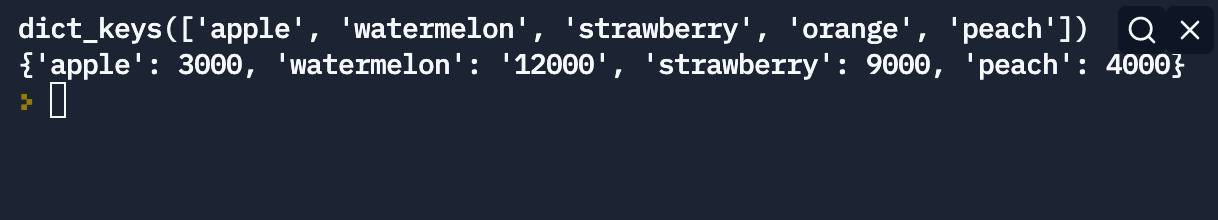 dict_keys(['apple', 'watermelon', 'strawberry', 'orange', 'peach'])
{'apple': 3000, 'watermelon': '12000', 'strawberry': 9000, 'peach': 4000}